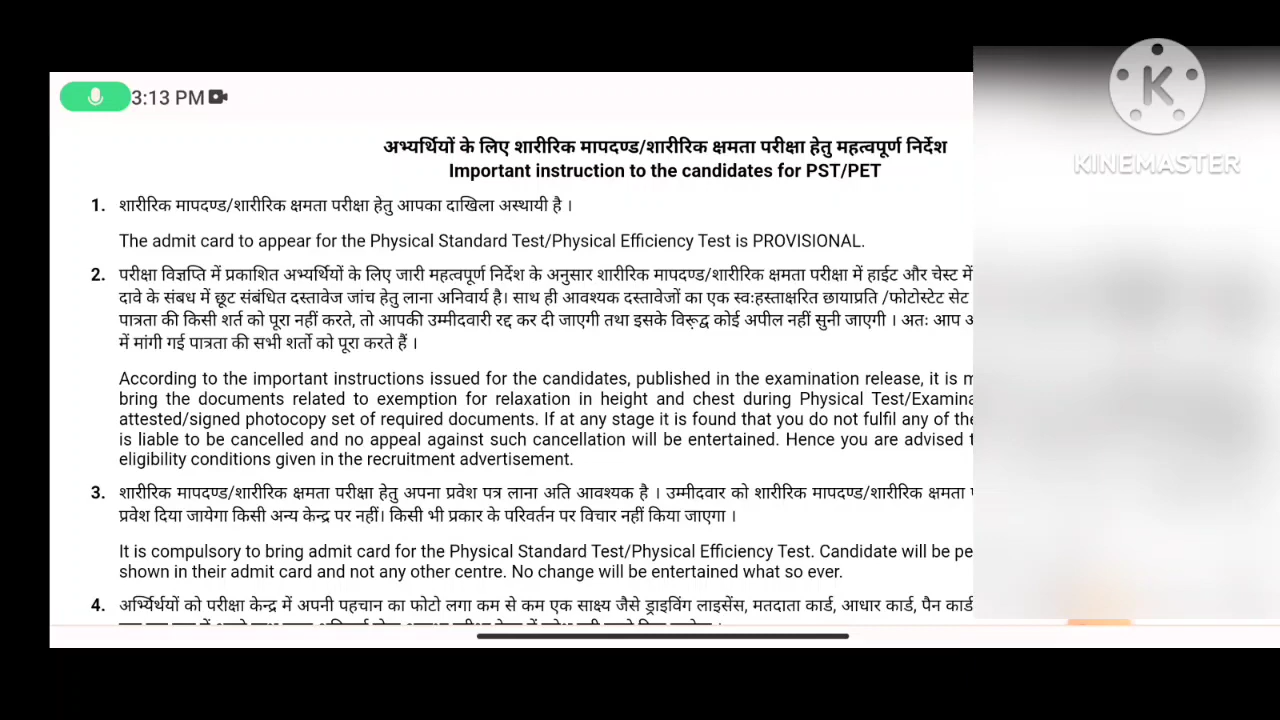 3:13 PM
KINEMASTER
अभ्यर्थियों के लिए शारीरिक मापदण्ड/शारीरिक क्षमता परीक्षा हेतु महत्वपूर्ण निर्देश
Important instruction to the candidates for PST/PET
1. शारीरिक मापदण्ड/शारीरिक क्षमता परीक्षा हेतु आपका दाखिला अस्थायी है ।
The admit card to appear for the Physical Standard Test/Physical Efficiency Test is PROVISIONAL.
2. परीक्षा विज्ञप्ति में प्रकाशित अभ्यर्थियों के लिए जारी महत्वपूर्ण निर्देश के अनुसार शारीरिक मापदण्ड/शारीरिक क्षमता परीक्षा में हाईट और चेस्ट में
दावे के संबध में छूट संबंधित दस्तावेज जांच हेतु लाना अनिवार्य है। साथ ही आवश्यक दस्तावेजों का एक स्वःहस्ताक्षरित छायाप्रति /फोटोस्टेट सेट
पात्रता की किसी शर्त को पूरा नहीं करते, तो आपकी उम्मीदवारी रद्द कर दी जाएगी तथा इसके विरूद्व कोई अपील नहीं सुनी जाएगी । अतः आप
में मांगी गई पात्रता की सभी शर्तो को पूरा करते हैं ।
According to the important instructions issued for the candidates, published in the examination release, it is
bring the documents related to exemption for relaxation in height and chest during Physical Test/Examina
attested/signed photocopy set of required documents. If at any stage it is found that you do not fulfil any of the
is liable to be cancelled and no appeal against such cancellation will be entertained. Hence you are advised
eligibility conditions given in the recruitment advertisement.
3. शारीरिक मापदण्ड/शारीरिक क्षमता परीक्षा हेतु अपना प्रवेश पत्र लाना अति आवश्यक है । उम्मीदवार को शारीरिक मापदण्ड/शारीरिक क्षमता
प्रवेश दिया जायेगा किसी अन्य केन्द्र पर नहीं। किसी भी प्रकार के परिवर्तन पर विचार नहीं किया जाएगा ।
It is compulsory to bring admit card for the Physical Standard Test/Physical Efficiency Test. Candidate will be pe
shown in their admit card and not any other centre. No change will be entertained what so ever.
4. अर्भ्यिर्थयों को परीक्षा केन्द्र में अपनी पहचान का फोटो लगा कम से कम एक साक्ष्य जैसे ड्राइविंग लाइसेंस, मतदाता कार्ड, आधार कार्ड, पैन कार्ड